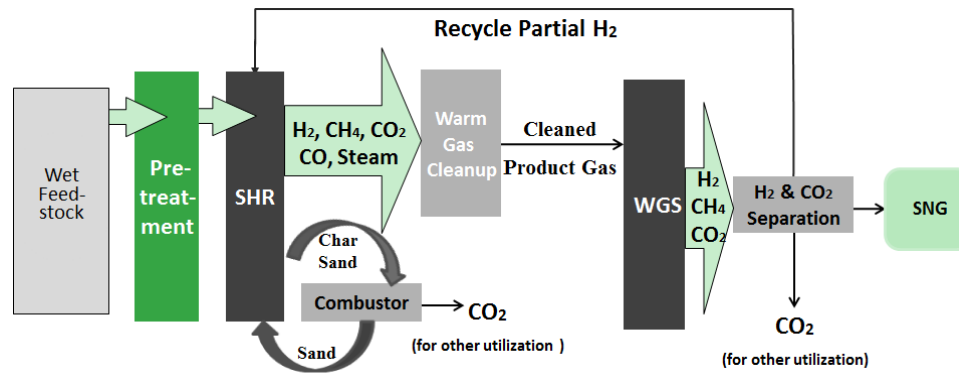 Recycle Partial H₂
Wet
Feed-
stock
Pre-
treat-
ment
SHR
H₂, CH₄, CO₂
CO, Steam
Warm
Gas
Cleanup
Cleaned
Product Gas
WGS
H₂
CH₄
CO₂
H₂ & CO₂
Separation
SNG
Char
Sand
Combustor
Sand
CO₂
(for other utilization )
CO₂
(for other utilization)